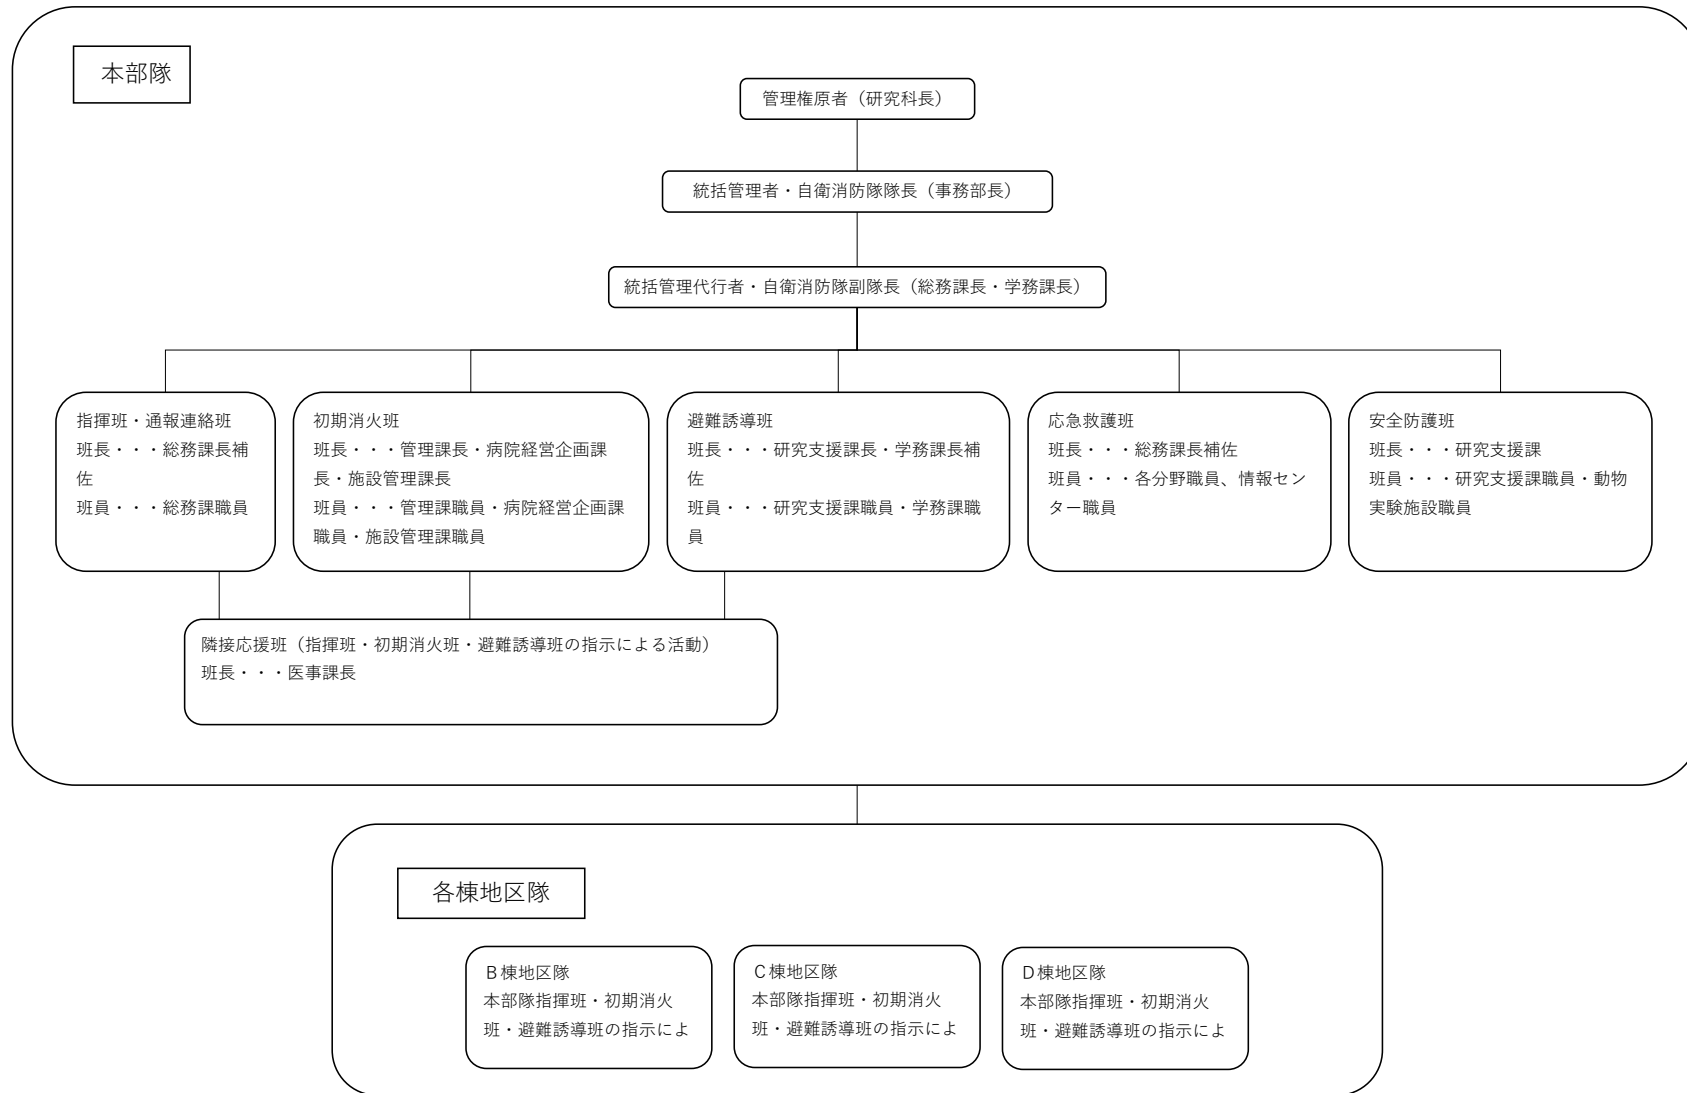 本部隊
管理権原者（研究科長）
統括管理者・自衛消防隊隊長（事務部長）
統括管理代行者・自衛消防隊副隊長（総務課長・学務課長）
指揮班・通報連絡班
班長・・・総務課長補
佐
班員・・・総務課職員
初期消火班
班長・・・管理課長・病院経営企画課
長・施設管理課長
班員・・・管理課職員・病院経営企画課
職員・施設管理課職員
避難誘導班
班長・・・研究支援課長・学務課長補
佐
班員・・・研究支援課職員・学務課職
員
応急救護班
班長・・・総務課長補佐
班員・・・各分野職員、情報セン
ター職員
安全防護班
班長・・・研究支援課
班員・・・研究支援課職員・動物
実験施設職員
隣接応援班（指揮班・初期消火班・避難誘導班の指示による活動）
班長・・・医事課長
各棟地区隊
Ｂ棟地区隊
本部隊指揮班・初期消火
班・避難誘導班の指示によ
Ｃ棟地区隊
本部隊指揮班・初期消火
班・避難誘導班の指示によ
Ｄ棟地区隊
本部隊指揮班・初期消火
班・避難誘導班の指示によ